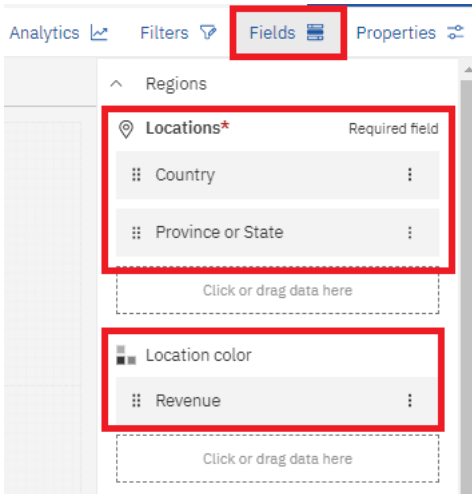 Analytics Filters Fields Properties
Regions
Locations* Required field
Country
Province or State
Click or drag data here
Location color
Revenue
Click or drag data here